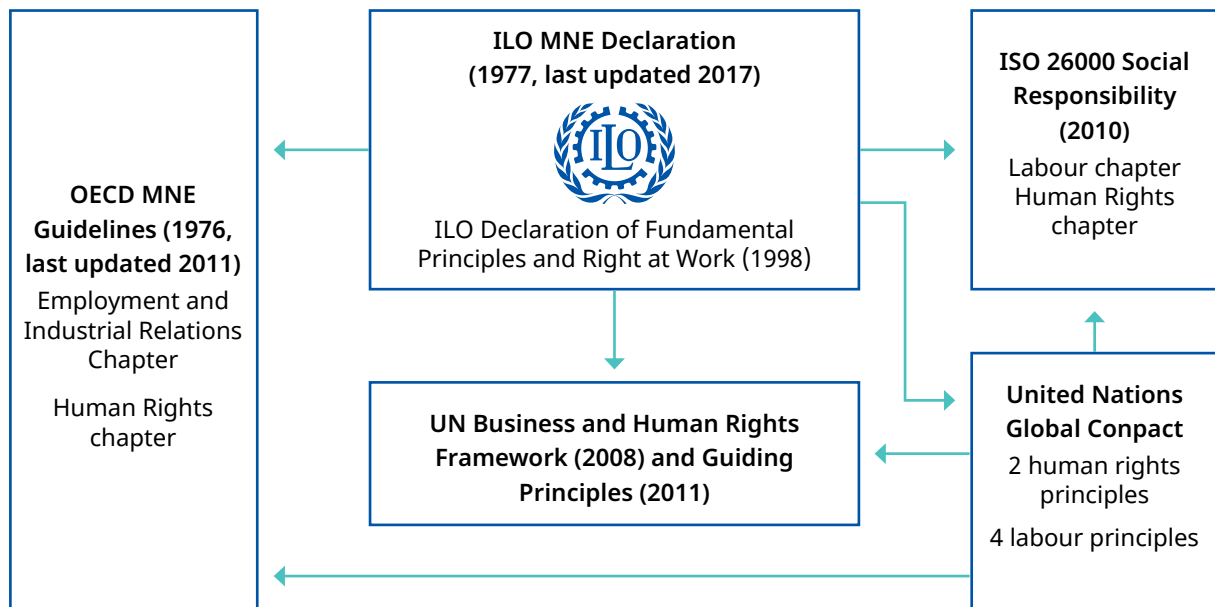 OECD MNE
Guidelines (1976,
last updated 2011)
Employment and
Industrial Relations
Chapter
Human Rights
chapter
ILO MNE Declaration
(1977, last updated 2017)
ILO
ILO Declaration of Fundamental
Principles and Right at Work (1998)
UN Business and Human Rights
Framework (2008) and Guiding
Principles (2011)
ISO 26000 Social
Responsibility
(2010)
Labour chapter
Human Rights
chapter
United Nations
Global Conpact
2 human rights
principles
4 labour principles